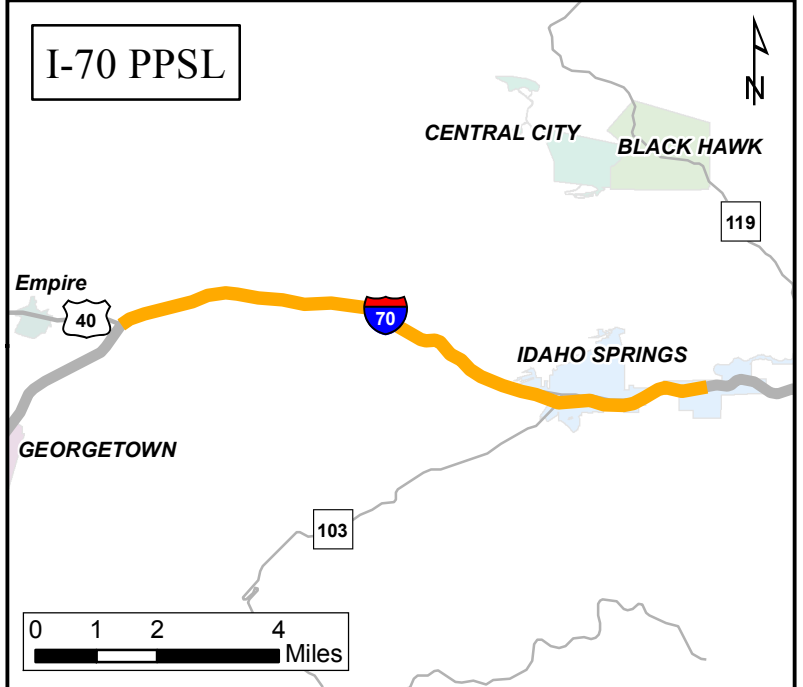 I-70 PPSL
N
CENTRAL CITY
BLACK HAWK
119
Empire
40
70
IDAHO SPRINGS
GEORGETOWN
103
0 1 2 4
Miles